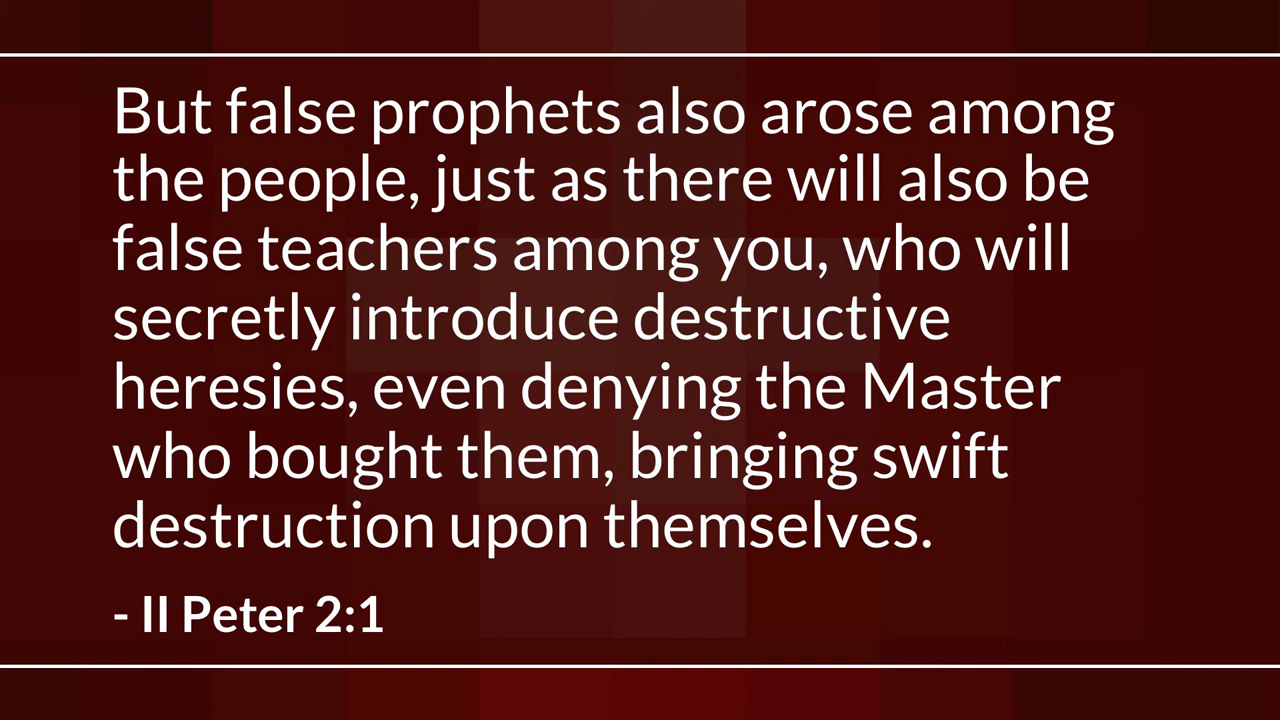 But false prophets also arose among
the people, just as there will also be
false teachers among you, who will
secretly introduce destructive
heresies, even denying the Master
who bought them, bringing swift
destruction upon themselves.
- II Peter 2:1